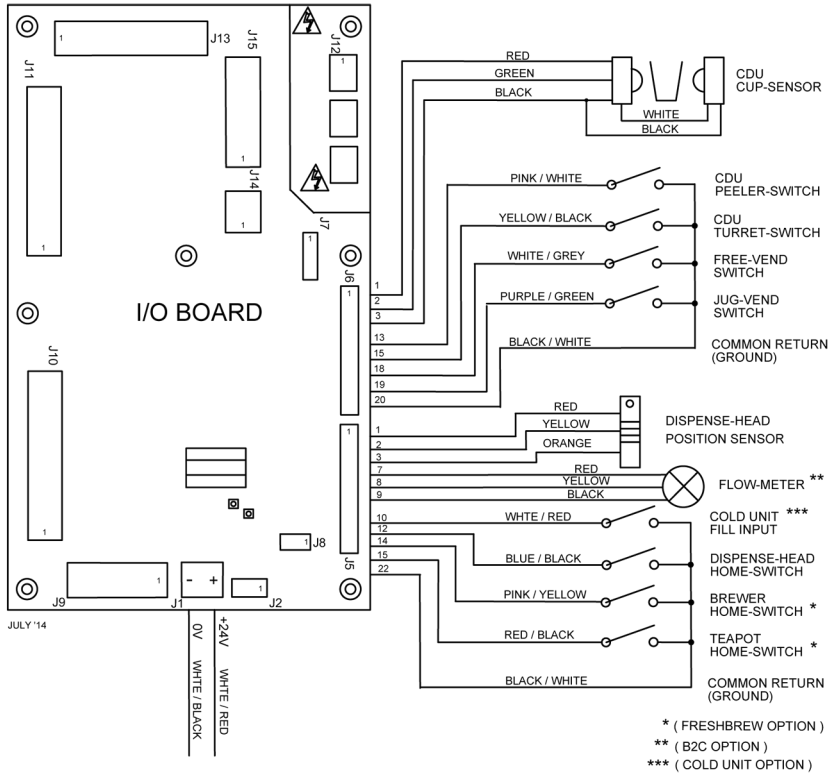 J13
1
J15
1
J11
1
J12
1
J14
1
J7
1
J6
1
I/O BOARD
J10
1
J8
1
J5
1
J9
1
J1
- +
J2
1
JULY '14
0V WHTE / BLACK
+24V WHTE / RED
1
2
3
13
15
18
19
20
1
2
3
7
8
9
10
12
14
15
22
RED
GREEN
BLACK
WHITE
BLACK
CDU
CUP-SENSOR
PINK / WHITE
CDU
PEELER-SWITCH
YELLOW / BLACK
CDU
TURRET-SWITCH
WHITE / GREY
FREE-VEND
SWITCH
PURPLE / GREEN
JUG-VEND
SWITCH
BLACK / WHITE
COMMON RETURN
(GROUND)
RED
YELLOW
ORANGE
DISPENSE-HEAD
POSITION SENSOR
RED
YELLOW
BLACK
FLOW-METER **
WHTE / RED
COLD UNIT ***
FILL INPUT
BLUE / BLACK
DISPENSE-HEAD
HOME-SWITCH
PINK / YELLOW
BREWER
HOME-SWITCH *
RED / BLACK
TEAPOT
HOME-SWITCH *
BLACK / WHITE
COMMON RETURN
(GROUND)
* ( FRESHBREW OPTION )
** ( B2C OPTION )
*** ( COLD UNIT OPTION )